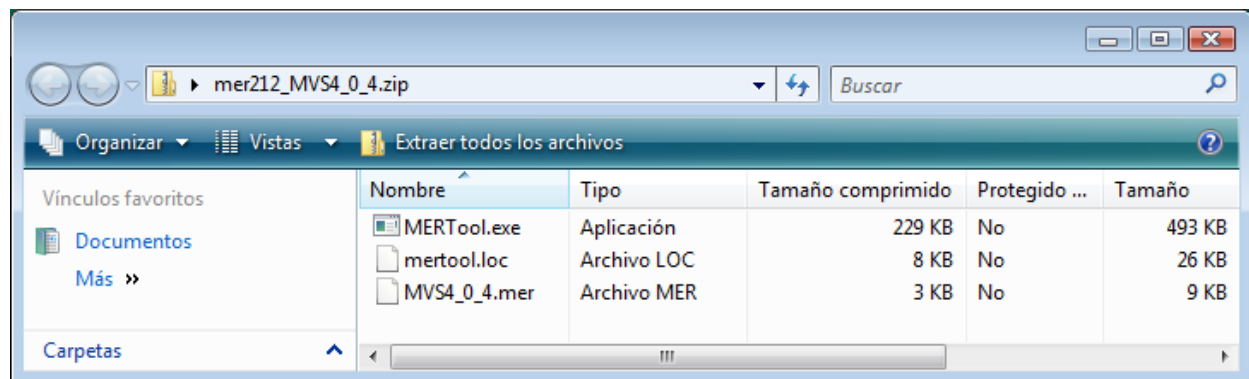 mer212_MVS4_0_4.zip
Buscar
Organizar Vistas Extraer todos los archivos
Vínculos favoritos
Documentos
Más »
Carpetas
Nombre Tipo Tamaño comprimido Protegido ... Tamaño
MERTool.exe Aplicación 229 KB No 493 KB
mertool.loc Archivo LOC 8 KB No 26 KB
MVS4_0_4.mer Archivo MER 3 KB No 9 KB